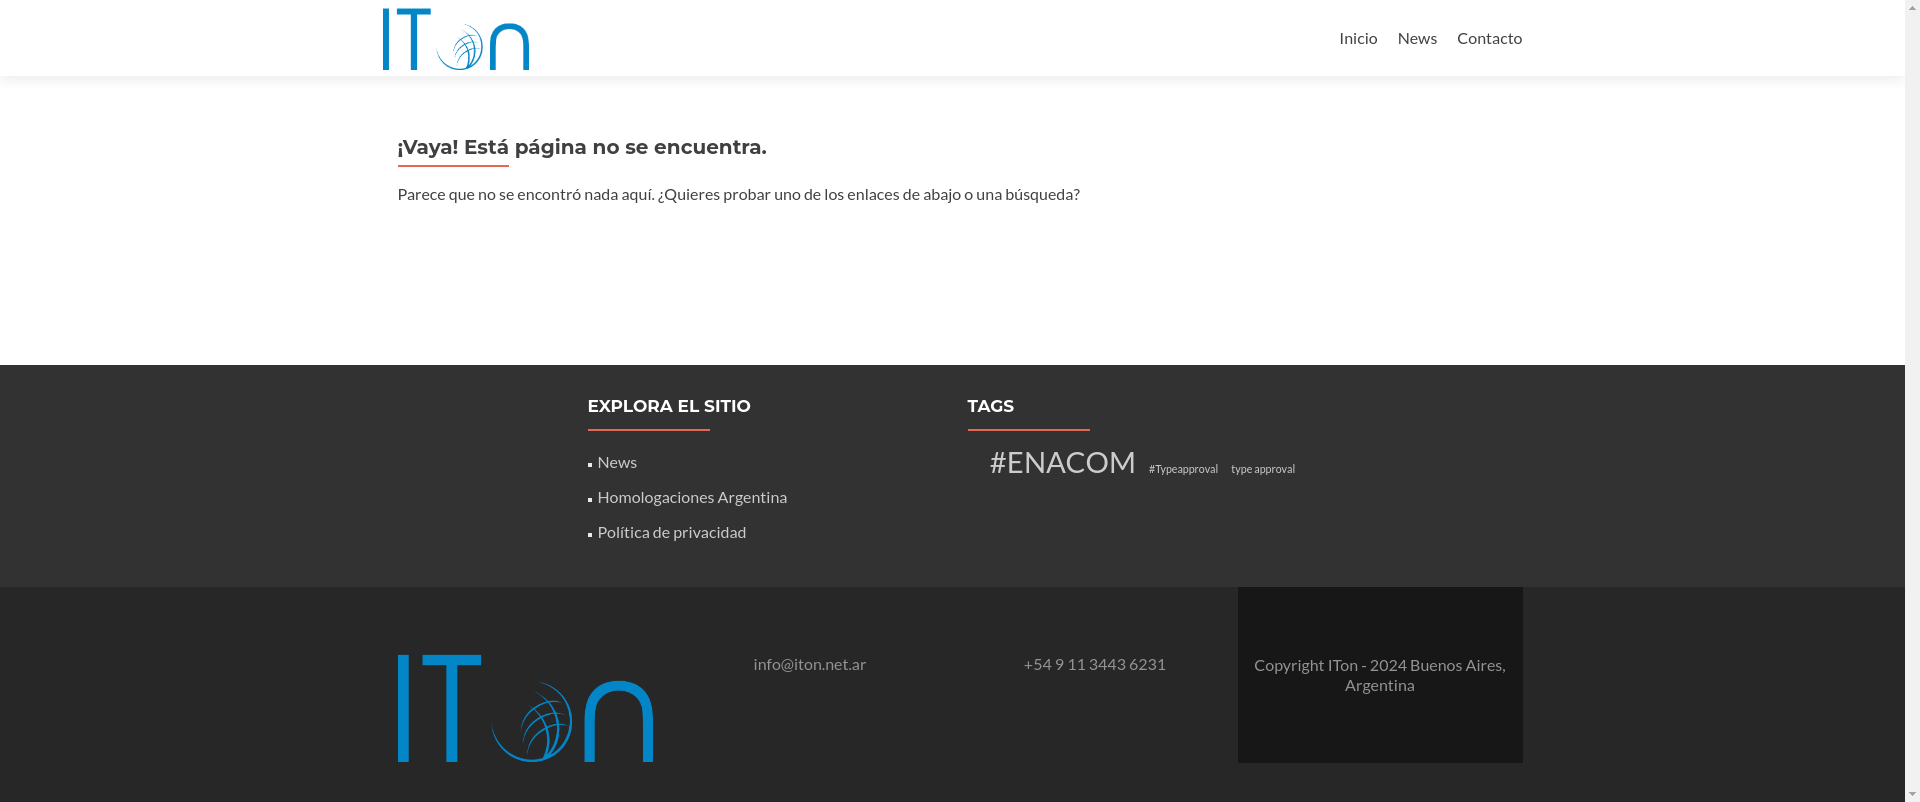 ITon
Inicio News Contacto
¡Vaya! Está página no se encuentra.
Parece que no se encontró nada aquí. ¿Quieres probar uno de los enlaces de abajo o una búsqueda?
EXPLORA EL SITIO
News
Homologaciones Argentina
Política de privacidad
TAGS
#ENACOM #Typeapproval type approval
ITon
info@iton.net.ar
+54 9 11 3443 6231
Copyright ITon - 2024 Buenos Aires,
Argentina